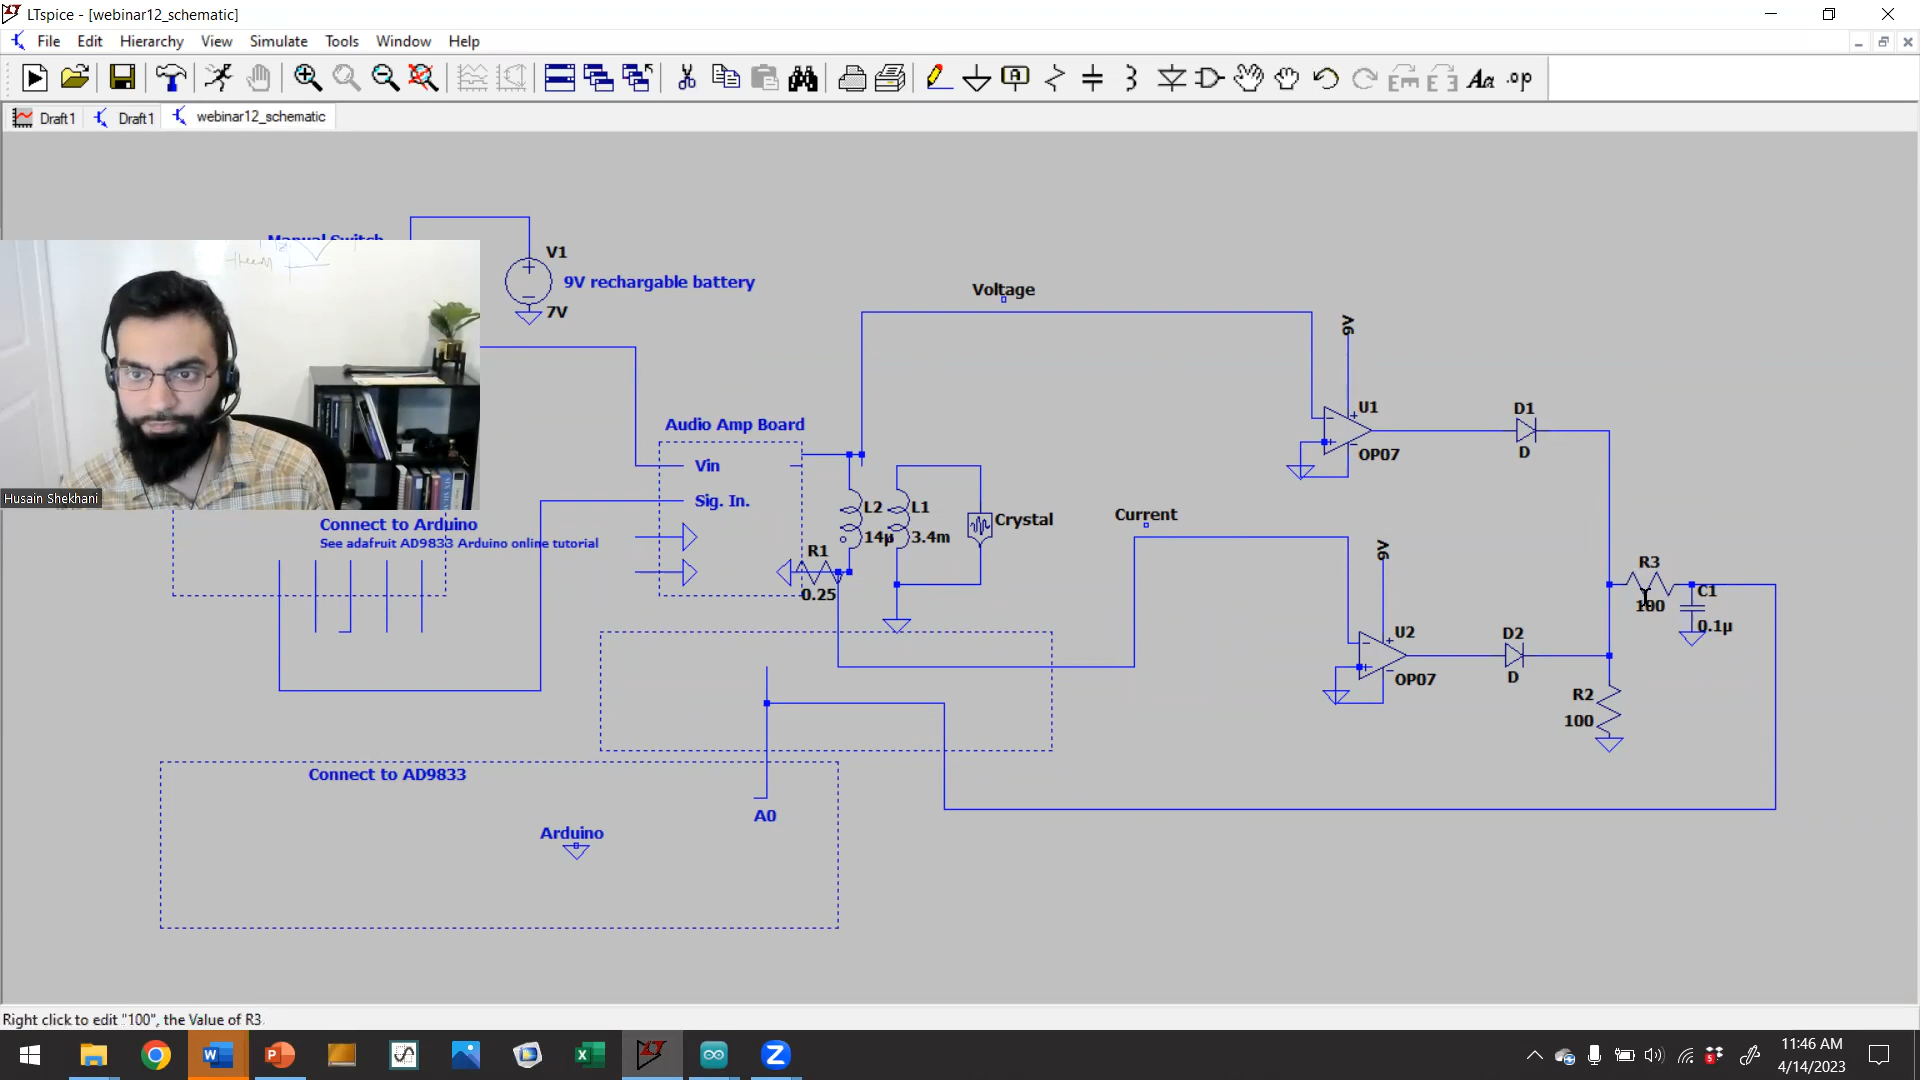 LTspice - [webinar12_schematic]
File Edit Hierarchy View Simulate Tools Window Help
Aa .op
Draft1 Draft1 webinar12_schematic
Manual Switch
V1
9V rechargable battery
7V
Voltage
9V
U1
OP07
D1
D
Audio Amp Board
Vin
Sig. In.
Husain Shekhani
Connect to Arduino
See adafruit AD9833 Arduino online tutorial
L2
14µ
L1
3.4m
Crystal
R1
0.25
Current
9V
U2
OP07
D2
D
R3
100
C1
0.1µ
R2
100
Connect to AD9833
A0
Arduino
Right click to edit "100", the Value of R3
11:46 AM
4/14/2023